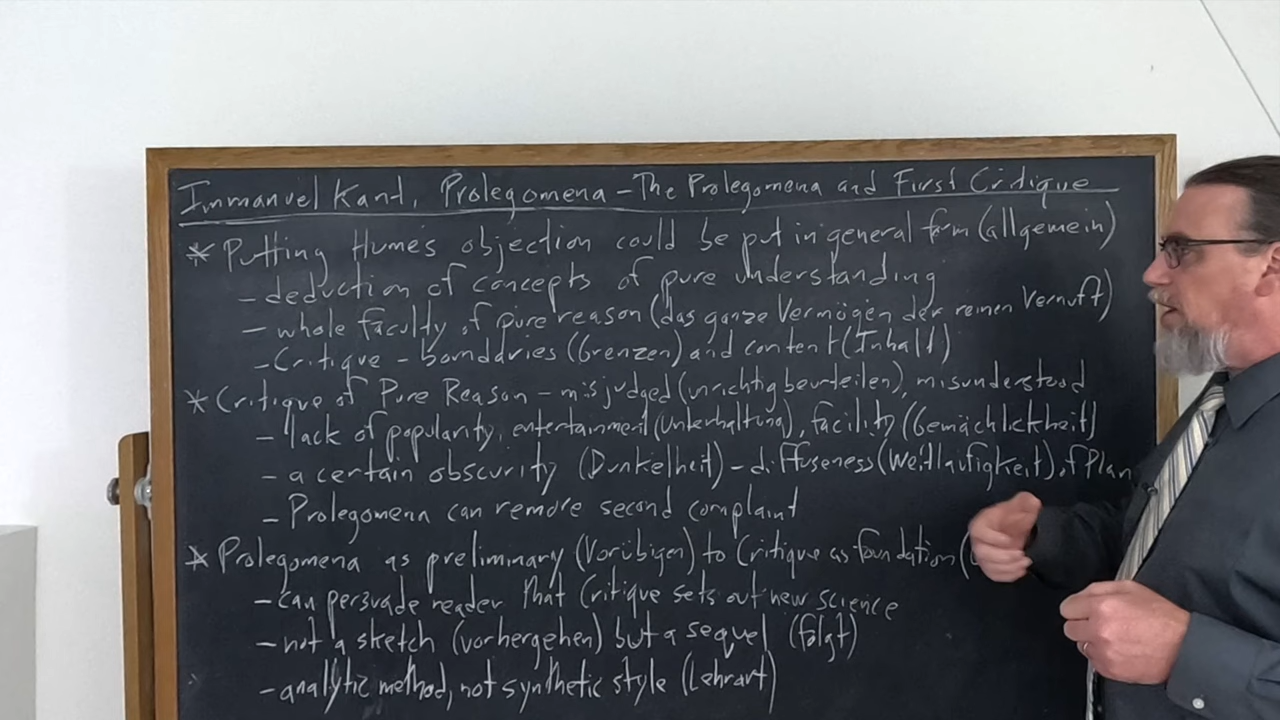 Immanuel Kant, Prolegomena - The Prolegomena and First Critique
* Putting Hume's objection could be put in general form (allgemein)
- deduction of concepts of pure understanding
- whole faculty of pure reason (das ganze Vermögen der reinen Vernuft)
- Critique - bounddries (Grenzen) and content (Inhalt)
* Critique of Pure Reason - misjudged (unrichtig beurteilen), misunderstood
- lack of popularity, entertainment (Unterhaltung), facility (Gemächlichkeit)
- a certain obscurity (Dunkelheit) - diffuseness (Weitlaufigkeit) of Plan
- Prolegomena can remove second complaint
* Prolegomena as preliminary (Vorübigen) to Critique as foundation (
- can persuade reader that Critique sets out new science
- not a sketch (vorhergehen) but a sequel (folgt)
- analytic method, not synthetic style (Lehrart)